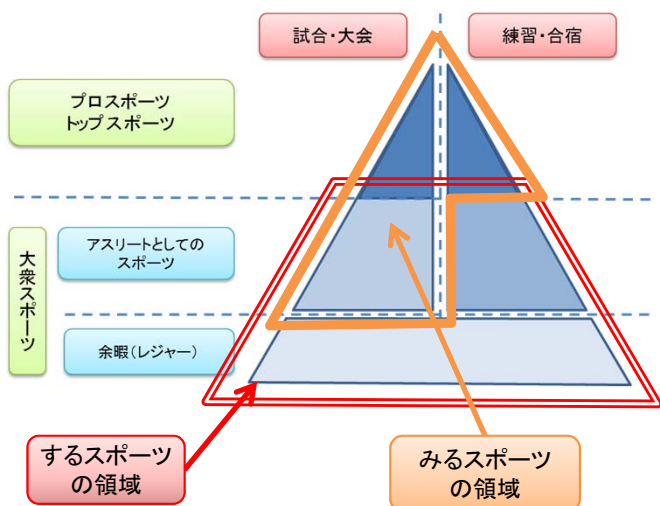 試合・大会
練習・合宿
プロスポーツ
トップスポーツ
大衆スポーツ
アスリートとしての
スポーツ
余暇(レジャー)
するスポーツ
の領域
みるスポーツ
の領域